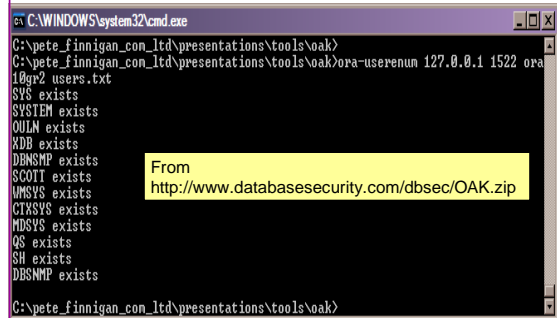 C:\WINDOWS\system32\cmd.exe
C:\pete_finnigan_com_ltd\presentations\tools\oak>
C:\pete_finnigan_com_ltd\presentations\tools\oak>ora-userenum 127.0.0.1 1522 ora
10gr2 users.txt
SYS exists
SYSTEM exists
OULN exists
XDB exists
DBNSMP exists
SCOTT exists
WMSYS exists
CTXSYS exists
MDSYS exists
QS exists
SH exists
DBSNMP exists
From
http://www.databasesecurity.com/dbsec/OAK.zip
C:\pete_finnigan_com_ltd\presentations\tools\oak>